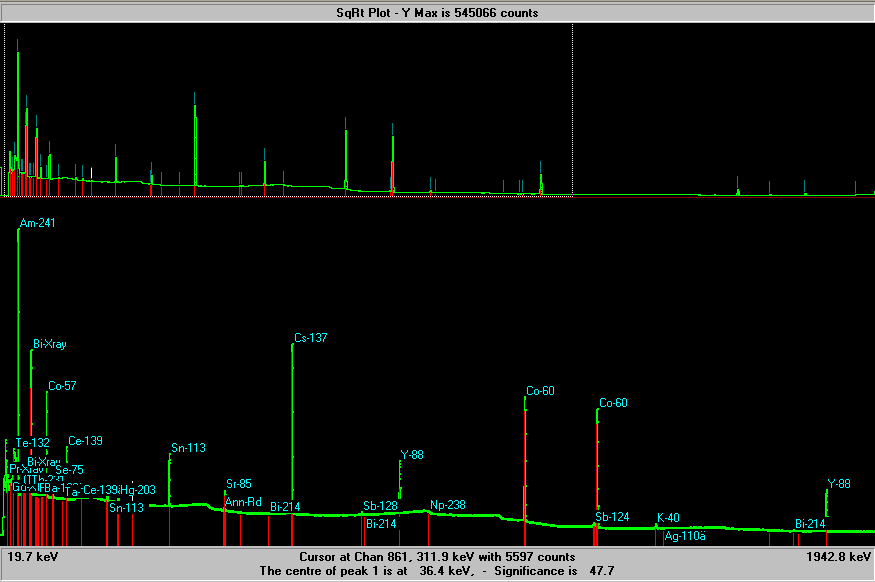 SqRt Plot - Y Max is 545066 counts
Am-241
Bi-Xray
Co-57
Cs-137
Co-60
Co-60
Te-132
Ce-139
Sn-113
Y-88
Bi-Xray
Se-75
Sr-85
Y-88
Ce-139
Hg-203
Sn-113
Ann-Rd
Bi-214
Sb-128
Bi-214
Np-238
Sb-124
K-40
Ag-110a
Bi-214
19.7 keV
Cursor at Chan 861, 311.9 keV with 5597 counts
1942.8 keV
The centre of peak 1 is at 36.4 keV, - Significance is 47.7